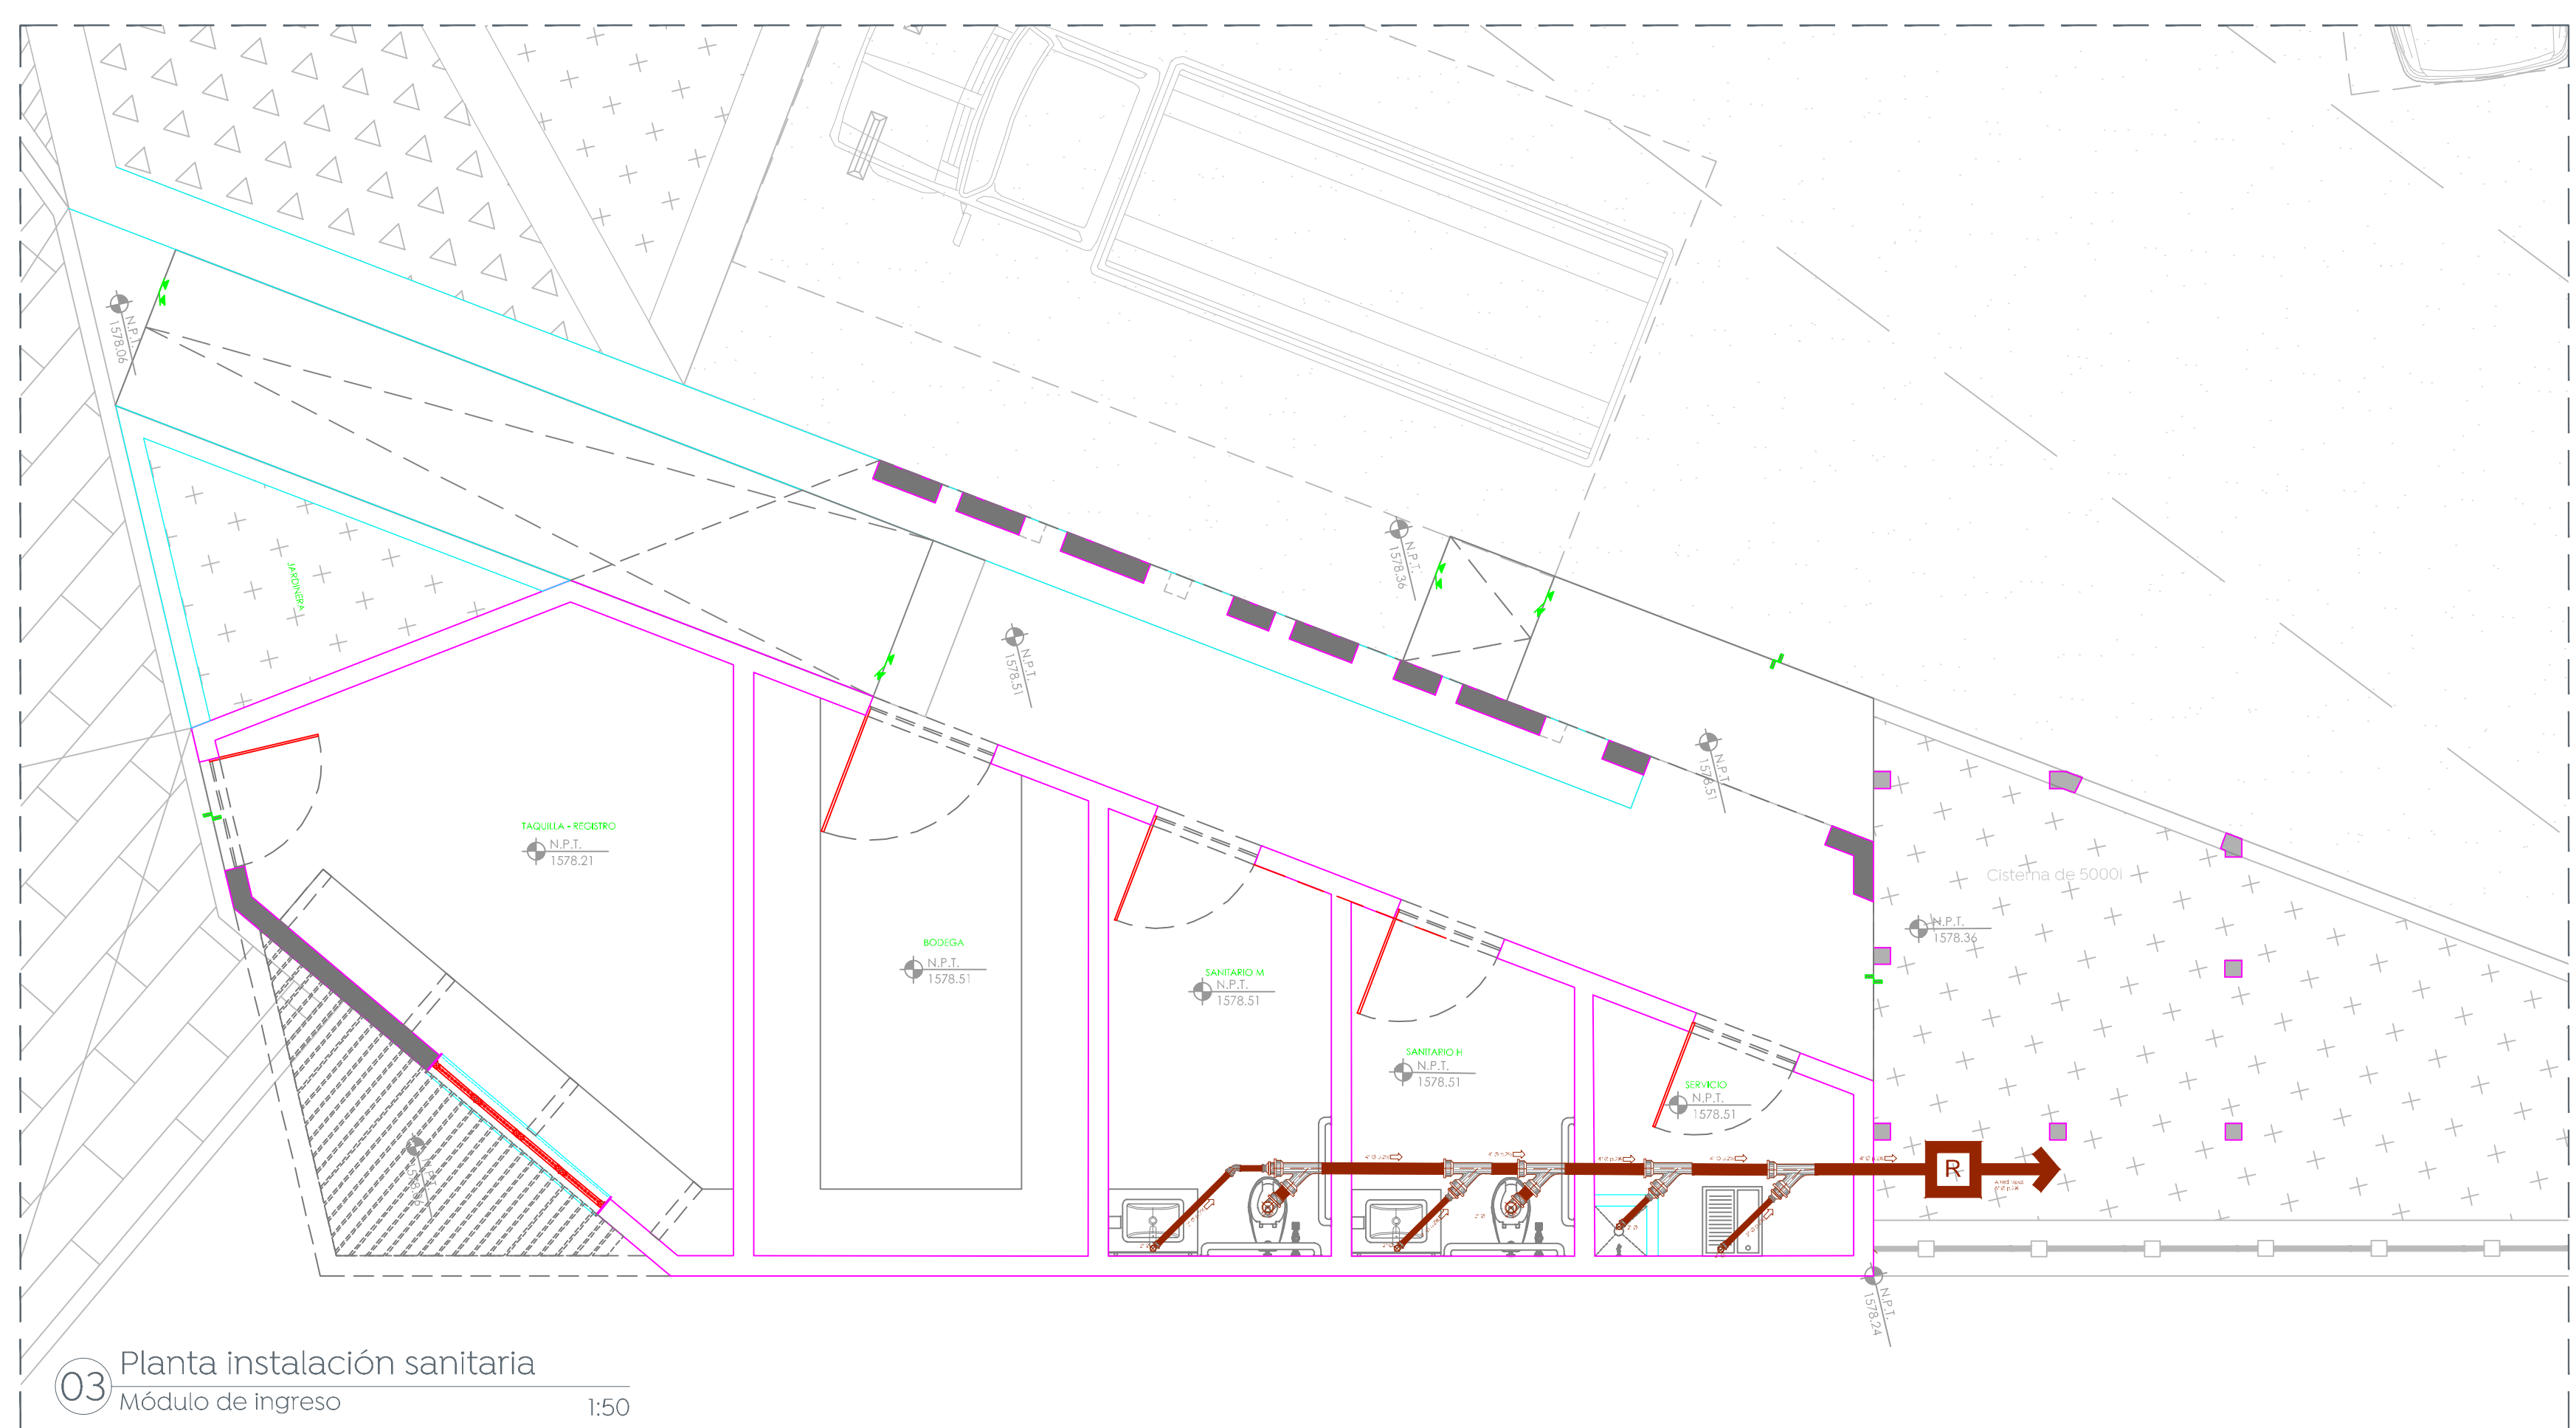 N.P.T.
1578.06
JARDINERA
N.P.T.
1578.36
N.P.T.
1578.51
N.P.T.
1578.51
TAQUILLA - REGISTRO
N.P.T.
1578.21
Cisterna de 5000l
N.P.T.
1578.36
BODEGA
N.P.T.
1578.51
SANITARIO M
N.P.T.
1578.51
SANITARIO H
N.P.T.
1578.51
SERVICIO
N.P.T.
1578.51
N.P.T.
R
N.P.T.
1578.24
03
Planta instalación sanitaria
Módulo de ingreso
1:50